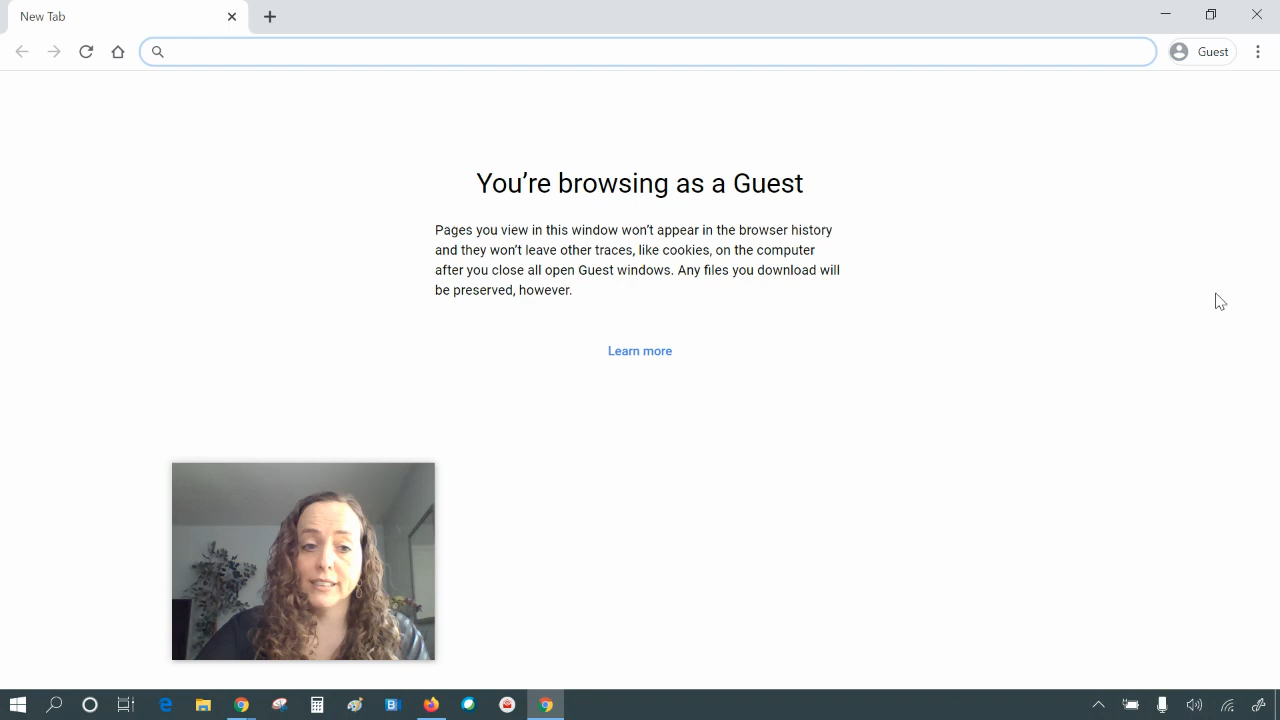 New Tab
Guest
You're browsing as a Guest
Pages you view in this window won't appear in the browser history
and they won't leave other traces, like cookies, on the computer
after you close all open Guest windows. Any files you download will
be preserved, however.
Learn more